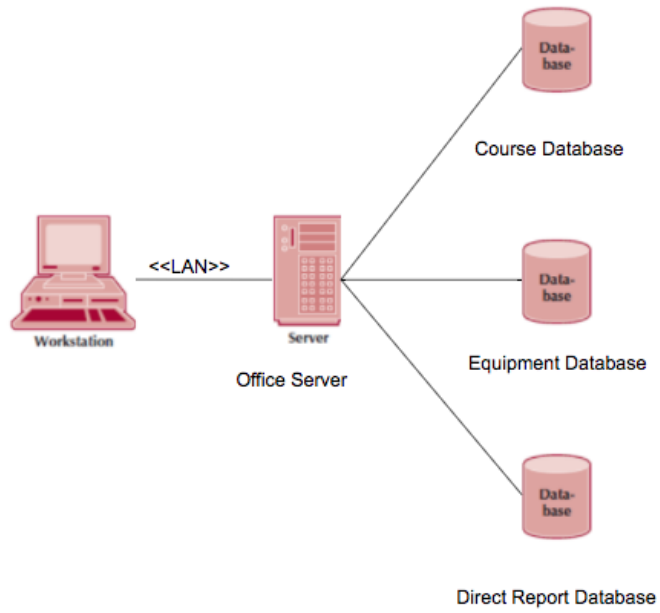 Data-
base
Course Database
<<LAN>>
Workstation
Server
Office Server
Data-
base
Equipment Database
Data-
base
Direct Report Database